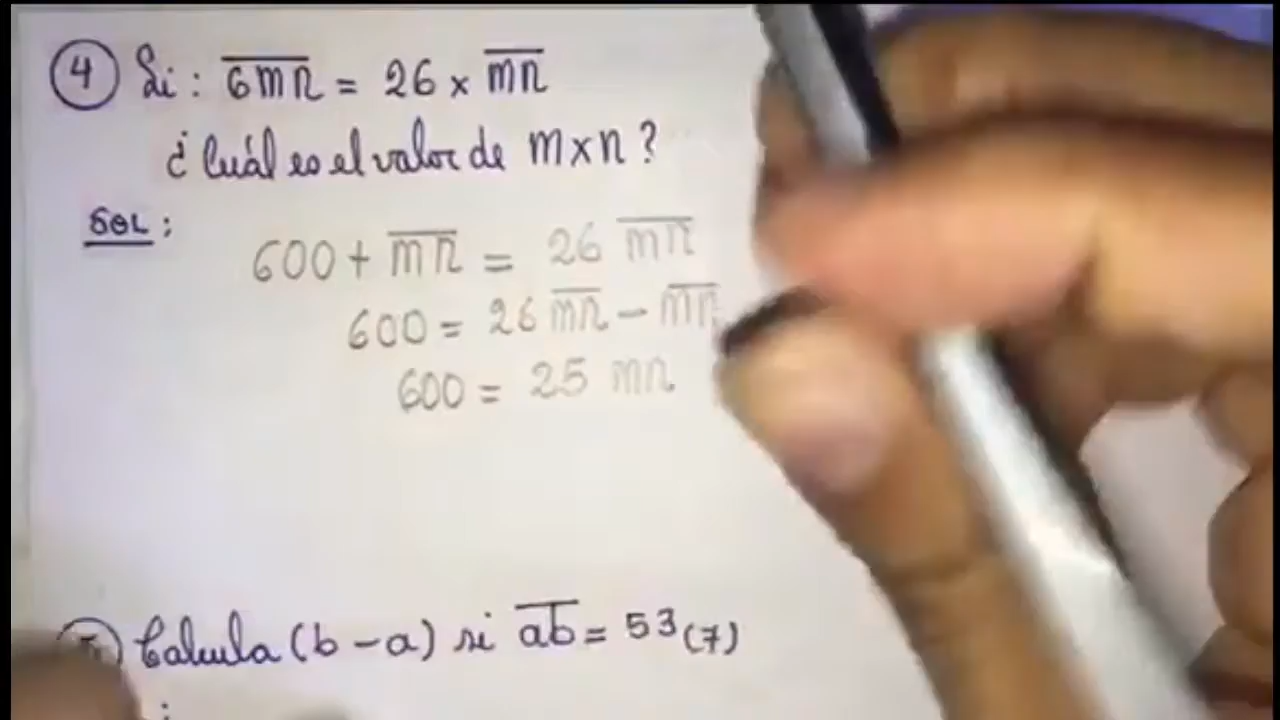 4 Si: 6mn = 26 x mn
¿Cuál es el valor de mxn?
SOL:
600 + mn = 26 mn
600 = 26 mn - mn
600 = 25 mn
Calcula (b - a) si ab = 53(7)
: